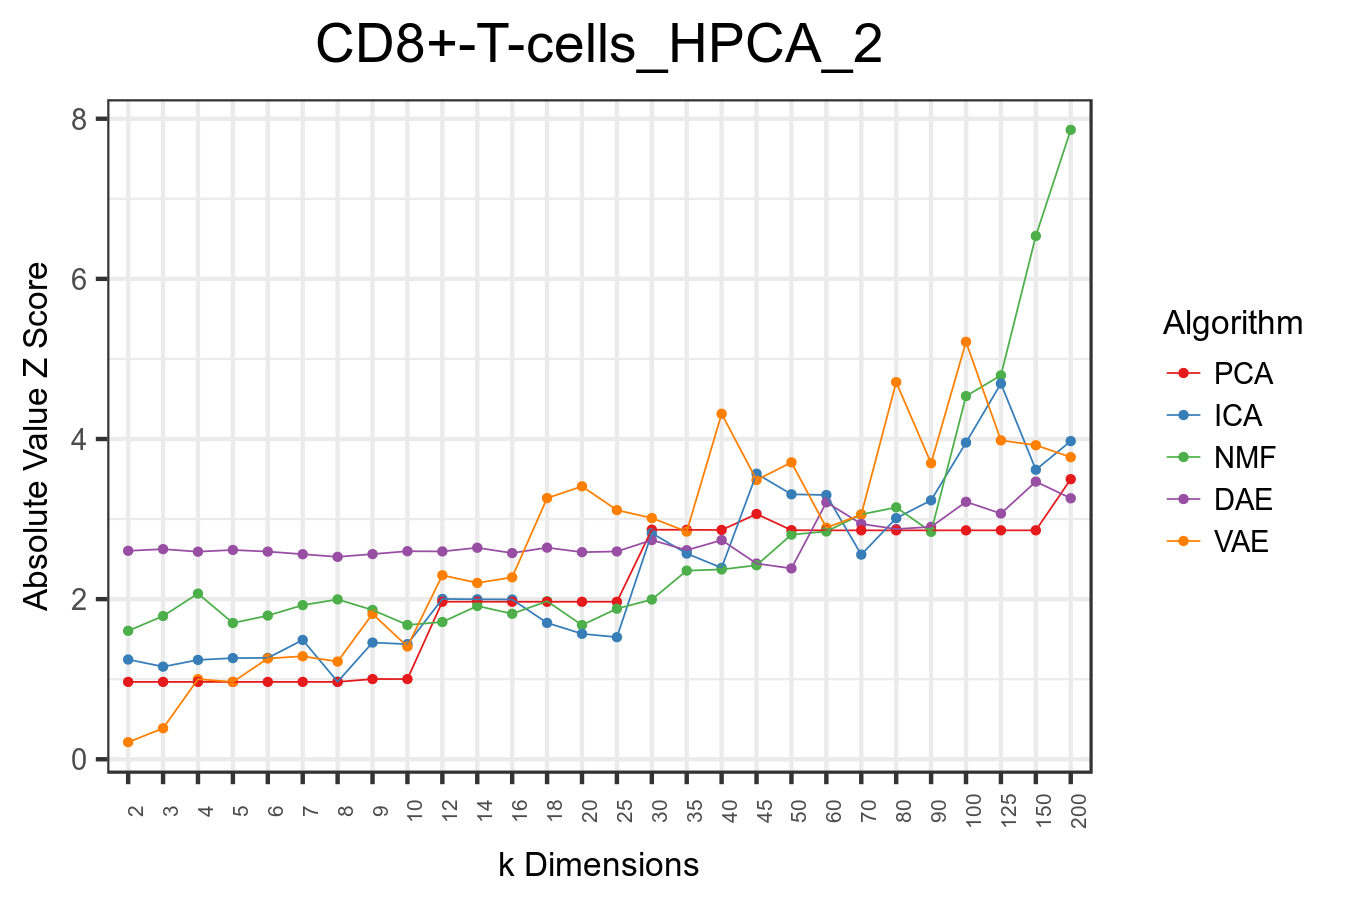 CD8+-T-cells_HPCA_2
Absolute Value Z Score
8
6
4
2
0
2 3 4 5 6 7 8 9 10 12 14 16 18 20 25 30 35 40 45 50 60 70 80 90 100 125 150 200
k Dimensions
Algorithm
PCA
ICA
NMF
DAE
VAE